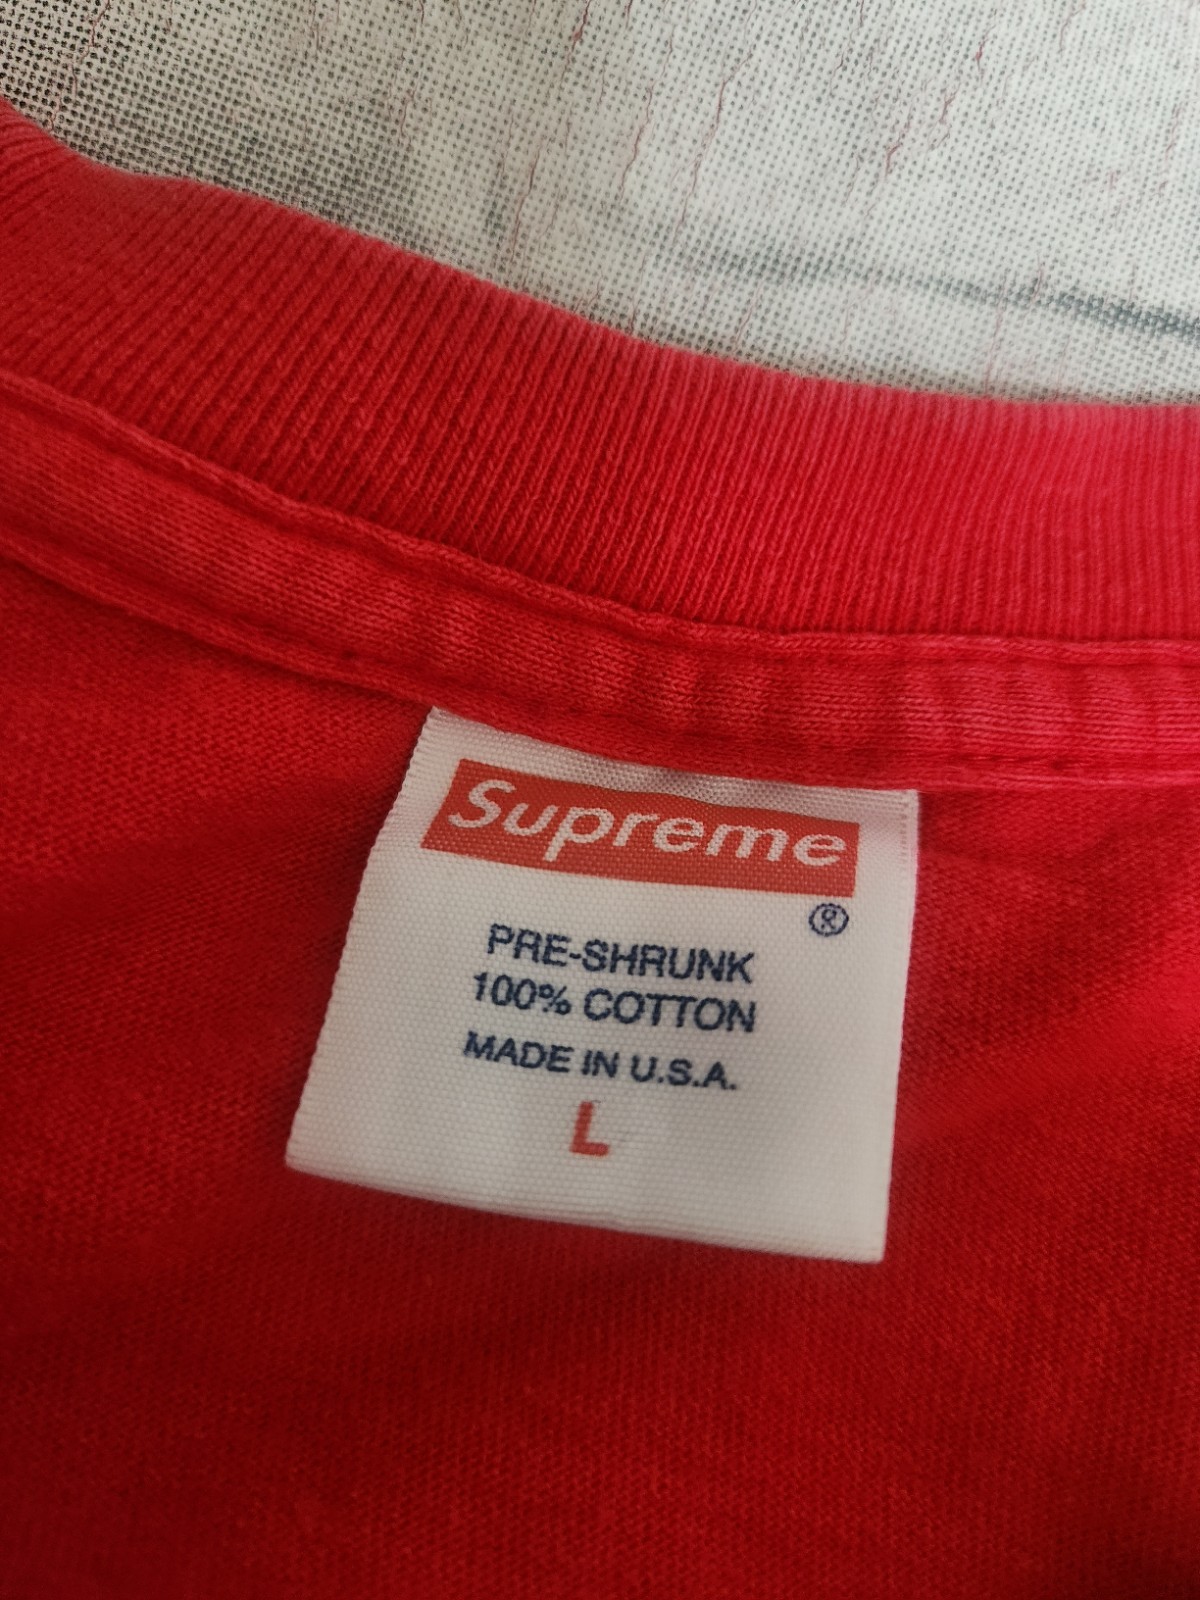 Supreme
®
PRE-SHRUNK
100% COTTON
MADE IN U.S.A.
L